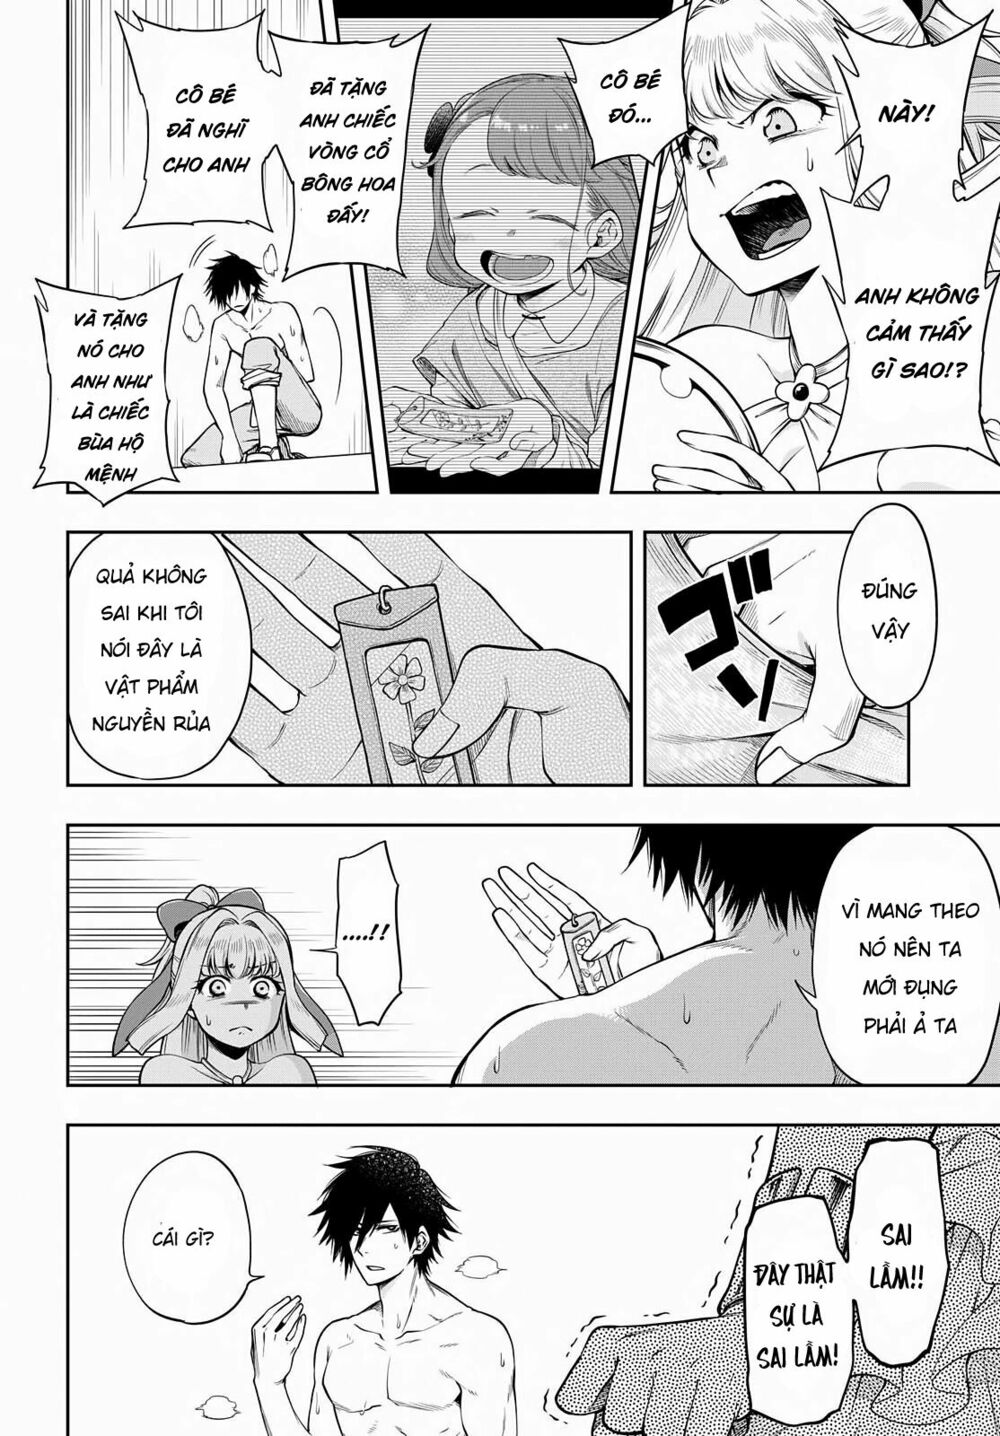 NÀY!
ANH KHÔNG
CẢM THẤY
GÌ SAO!?
CÔ BÉ
ĐÓ...
ĐÃ TẶNG
ANH CHIẾC
VÒNG CỔ
BÔNG HOA
ĐẤY!
CÔ BÉ
ĐÃ NGHĨ
CHO ANH
VÀ TẶNG
NÓ CHO
ANH NHƯ
LÀ CHIẾC
BÙA HỘ
MỆNH
ĐÚNG
VẬY
ゴソ
QUẢ KHÔNG
SAI KHI TÔI
NÓI ĐÂY LÀ
VẬT PHẨM
NGUYỀN RỦA
VÌ MANG THEO
NÓ NÊN TA
MỚI ĐỤNG
PHẢI Ả TA
....!!
SAI
LẦM!!
ĐÂY THẬT
SỰ LÀ
SAI LẦM!
CÁI GÌ?